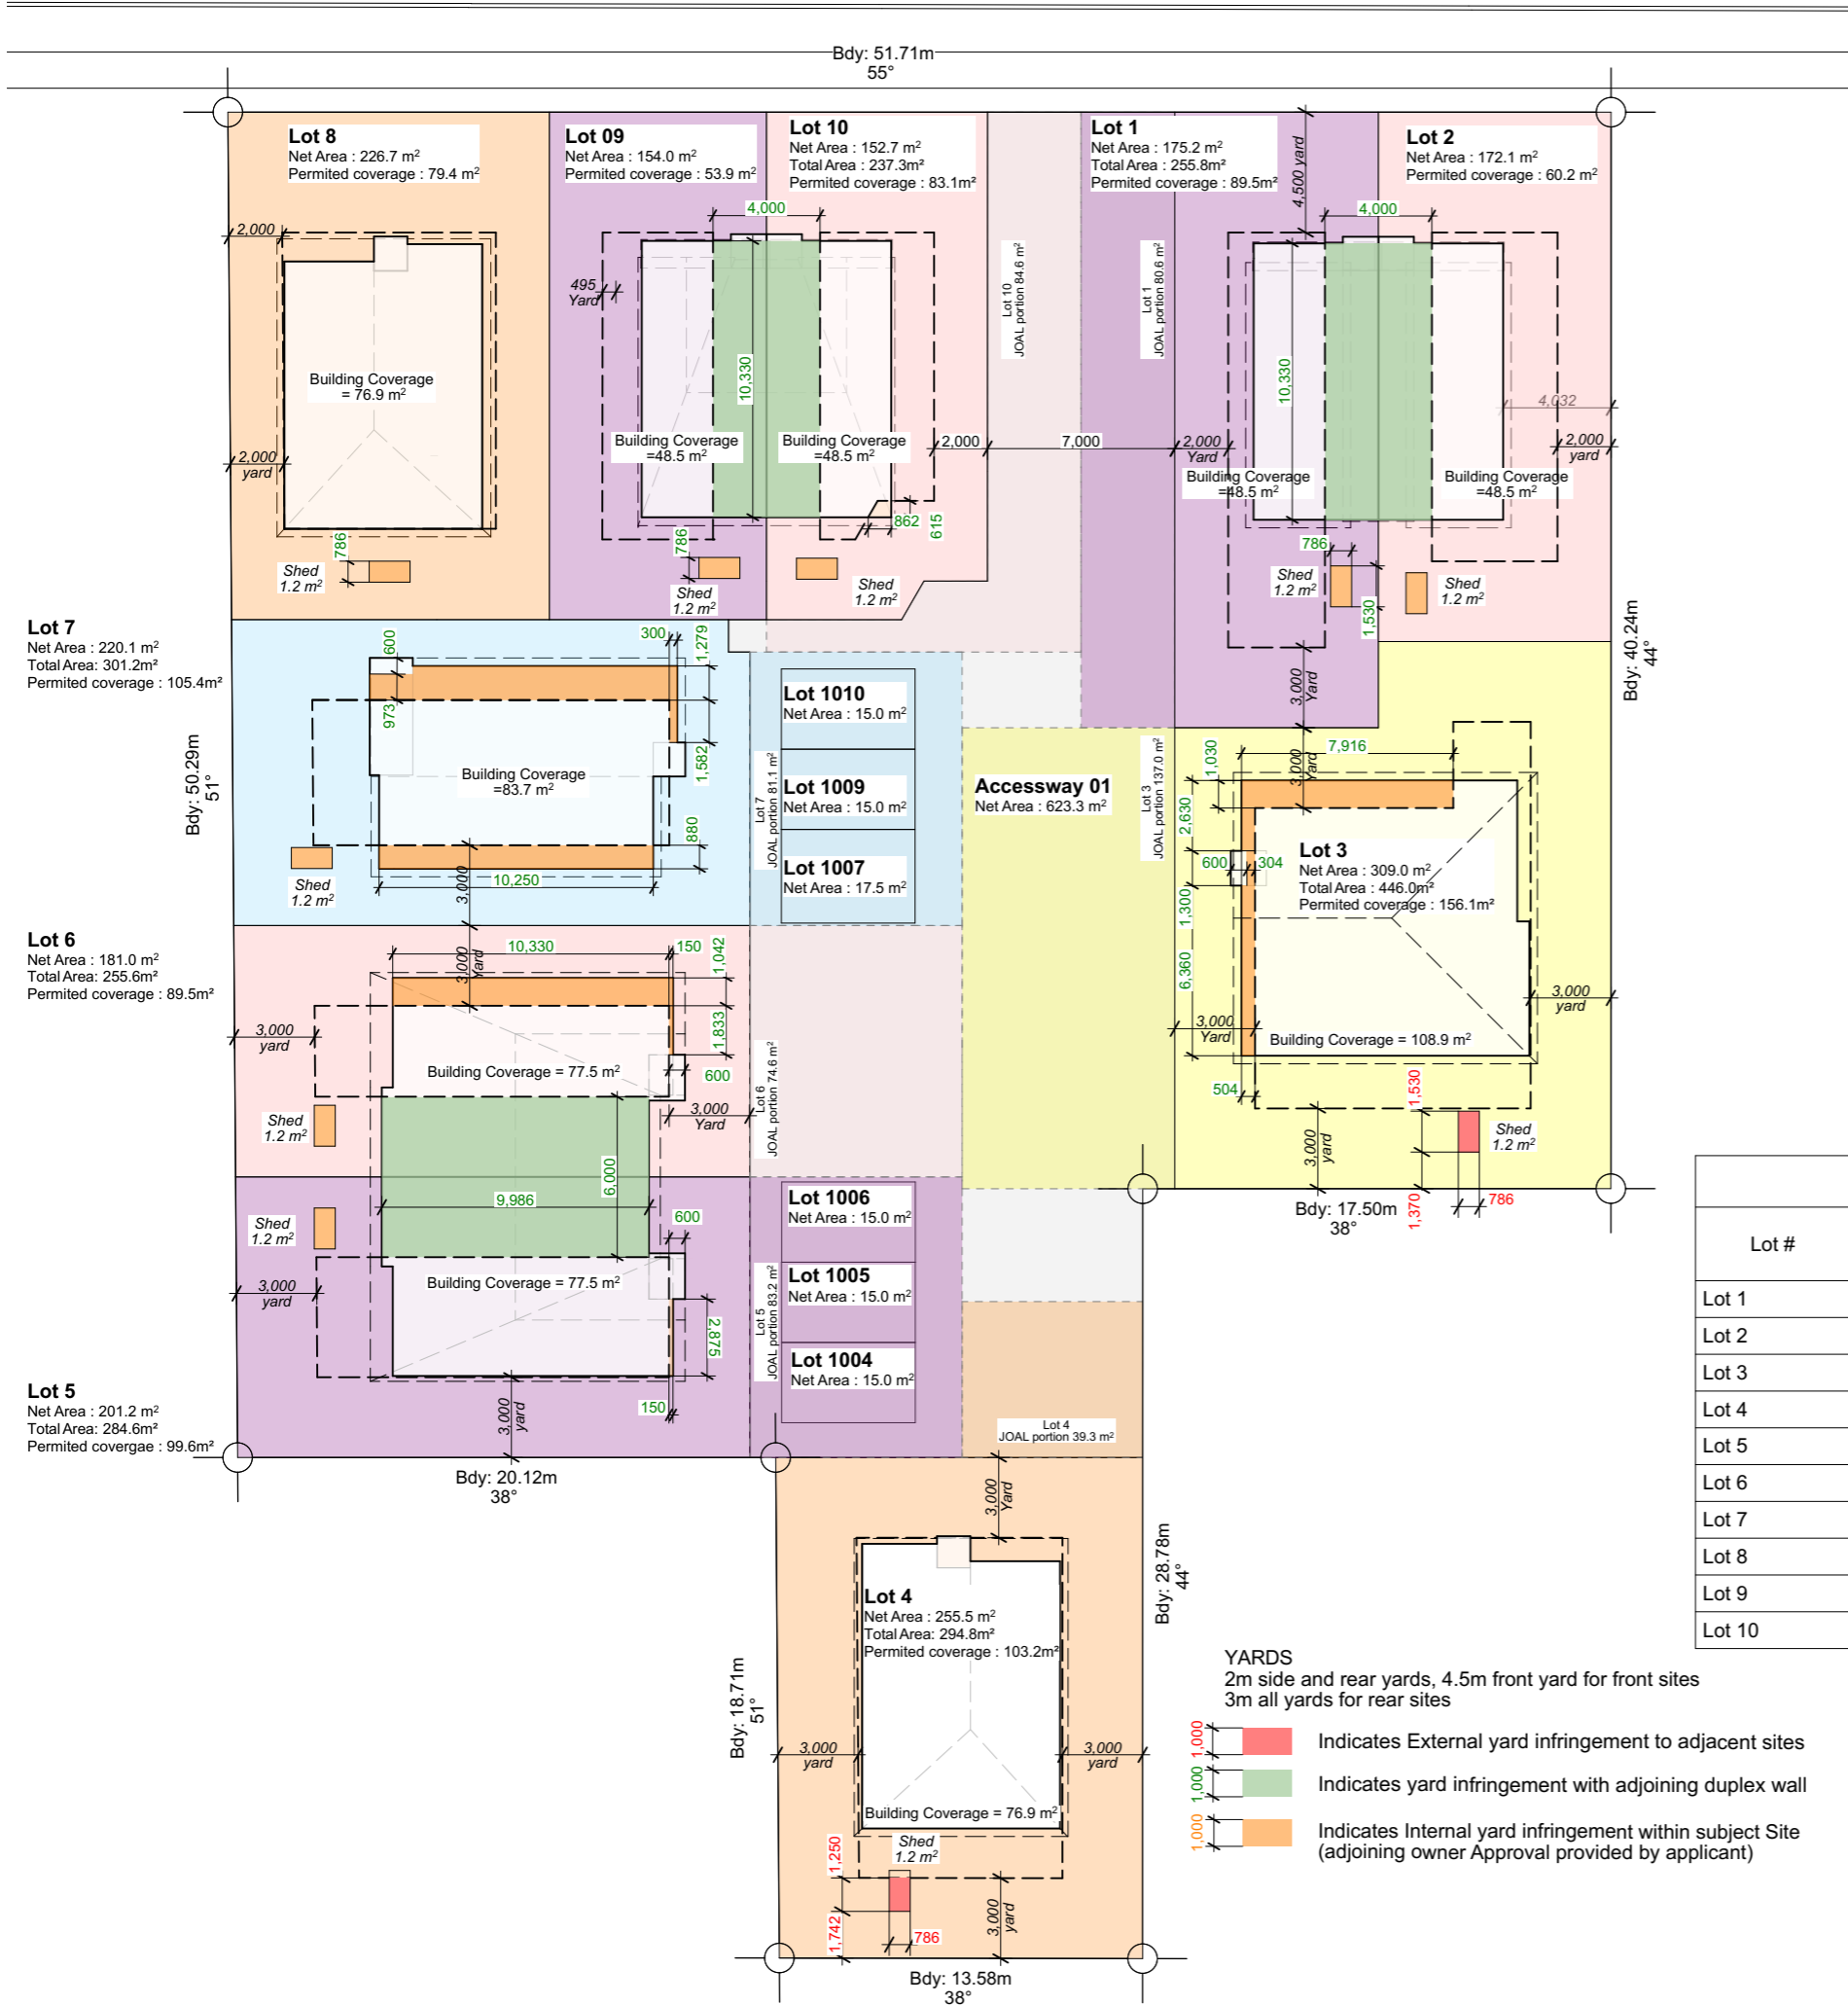 Bdy: 51.71m
55°
Lot 8
Net Area : 226.7 m²
Permited coverage : 79.4 m²
Lot 09
Net Area : 154.0 m²
Permited coverage : 53.9 m²
Lot 10
Net Area : 152.7 m²
Total Area : 237.3m²
Permited coverage : 83.1m²
Lot 1
Net Area : 175.2 m²
Total Area : 255.8m²
Permited coverage : 89.5m²
Lot 2
Net Area : 172.1 m²
Permited coverage : 60.2 m²
4,500 yard
2,000
4,000
4,000
495
Yard
Lot 10
JOAL portion 84.6 m²
Lot 1
JOAL portion 80.6 m²
10,330
10,330
Building Coverage
= 76.9 m²
4,032
Building Coverage
=48.5 m²
Building Coverage
=48.5 m²
2,000
7,000
2,000
Yard
2,000
yard
2,000
yard
Building Coverage
=48.5 m²
Building Coverage
=48.5 m²
862
615
786
786
786
Shed
1.2 m²
Shed
1.2 m²
Shed
1.2 m²
Shed
1.2 m²
Shed
1.2 m²
1,530
Lot 7
Net Area : 220.1 m²
Total Area: 301.2m²
Permited coverage : 105.4m²
600
300
1,279
973
1,582
Bdy: 40.24m
44°
3,000
Yard
Lot 1010
Net Area : 15.0 m²
Bdy: 50.29m
51°
Building Coverage
=83.7 m²
Lot 7
JOAL portion 81.1 m²
Lot 1009
Net Area : 15.0 m²
Accessway 01
Net Area : 623.3 m²
Lot 3
JOAL portion 137.0 m²
3,000
Yard
7,916
1,030
2,630
880
Lot 1007
Net Area : 17.5 m²
600
304
Lot 3
Net Area : 309.0 m²
Total Area : 446.0m²
Permited coverage : 156.1m²
1,300
Shed
1.2 m²
10,250
3,000
Lot 6
Net Area : 181.0 m²
Total Area: 255.6m²
Permited coverage : 89.5m²
10,330
150
3,000
Yard
1,042
1,833
6,360
3,000
yard
3,000
yard
3,000
Yard
Building Coverage = 108.9 m²
Building Coverage = 77.5 m²
600
Lot 6
JOAL portion 74.6 m²
504
1,530
Shed
1.2 m²
3,000
Yard
Shed
1.2 m²
3,000
yard
1,370
786
6,000
Lot 1006
Net Area : 15.0 m²
Bdy: 17.50m
38°
9,986
600
Shed
1.2 m²
Building Coverage = 77.5 m²
3,000
yard
Lot 5
JOAL portion 83.2 m²
Lot 1005
Net Area : 15.0 m²
2,875
Lot 1004
Net Area : 15.0 m²
Lot 5
Net Area : 201.2 m²
Total Area: 284.6m²
Permited covergae : 99.6m²
150
3,000
yard
Lot 4
JOAL portion 39.3 m²
Bdy: 20.12m
38°
3,000
Yard
Bdy: 28.78m
44°
Lot 4
Net Area : 255.5 m²
Total Area: 294.8m²
Permited coverage : 103.2m²
Bdy: 18.71m
51°
3,000
yard
3,000
yard
Building Coverage = 76.9 m²
Shed
1.2 m²
1,250
1,742
786
3,000
yard
Bdy: 13.58m
38°
Lot #
Lot 1
Lot 2
Lot 3
Lot 4
Lot 5
Lot 6
Lot 7
Lot 8
Lot 9
Lot 10
YARDS
2m side and rear yards, 4.5m front yard for front sites
3m all yards for rear sites
1,000
Indicates External yard infringement to adjacent sites
1,000
Indicates yard infringement with adjoining duplex wall
1,000
Indicates Internal yard infringement within subject Site
(adjoining owner Approval provided by applicant)